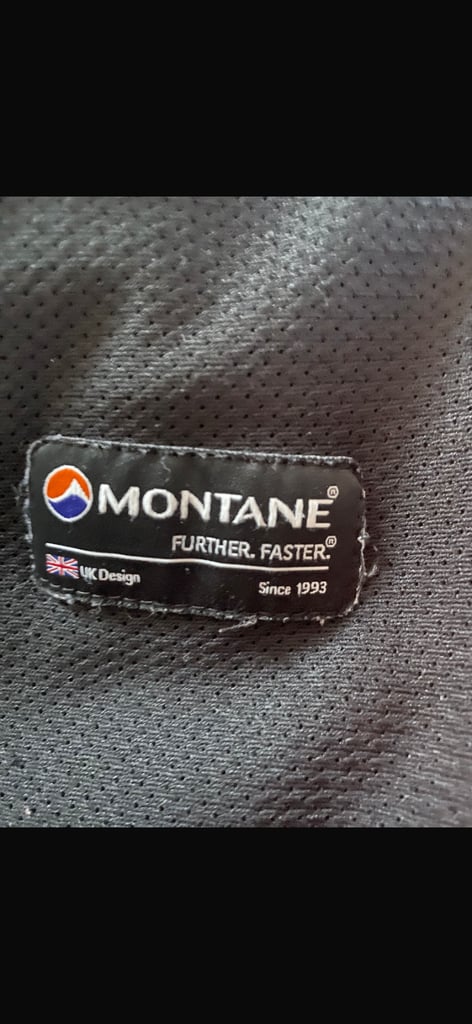 MONTANE®
FURTHER. FASTER.®
UK Design
Since 1993